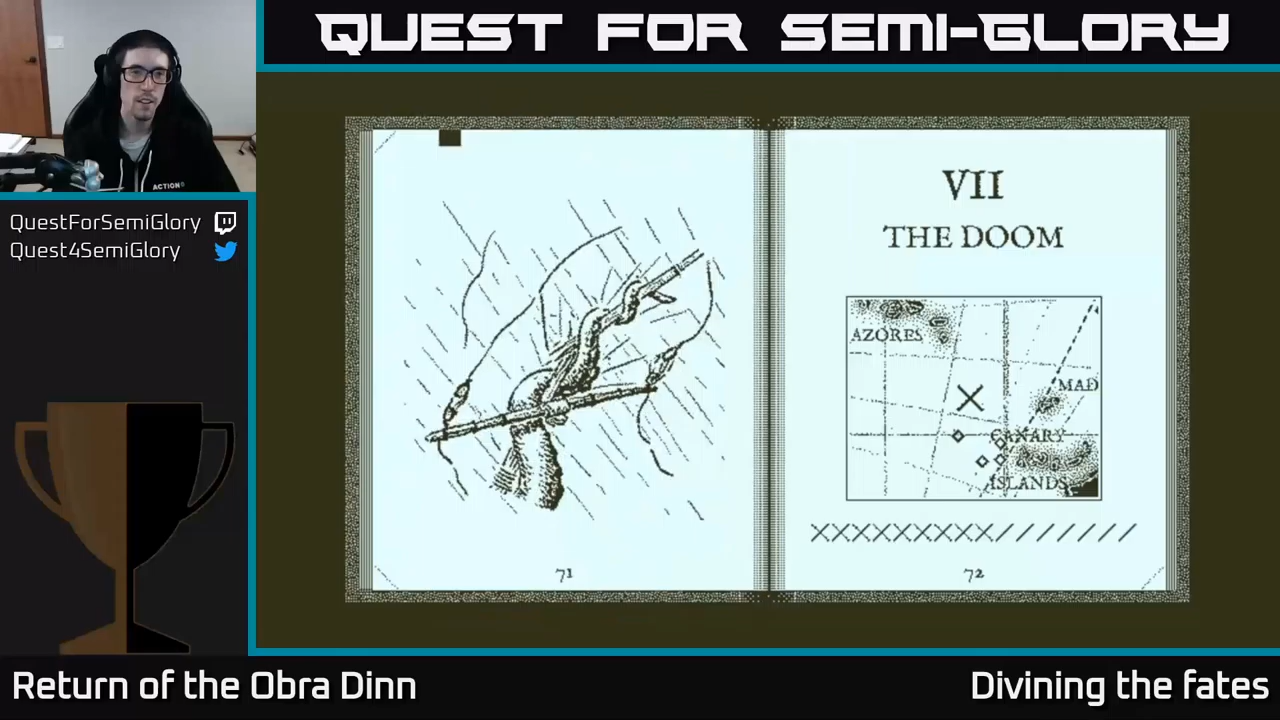 QUEST FOR SEMI-GLORY
ACTION
QuestForSemiGlory
Quest4SemiGlory
VII
THE DOOM
AZORES
MAD
CANARY
ISLANDS
71
72
Return of the Obra Dinn
Divining the fates